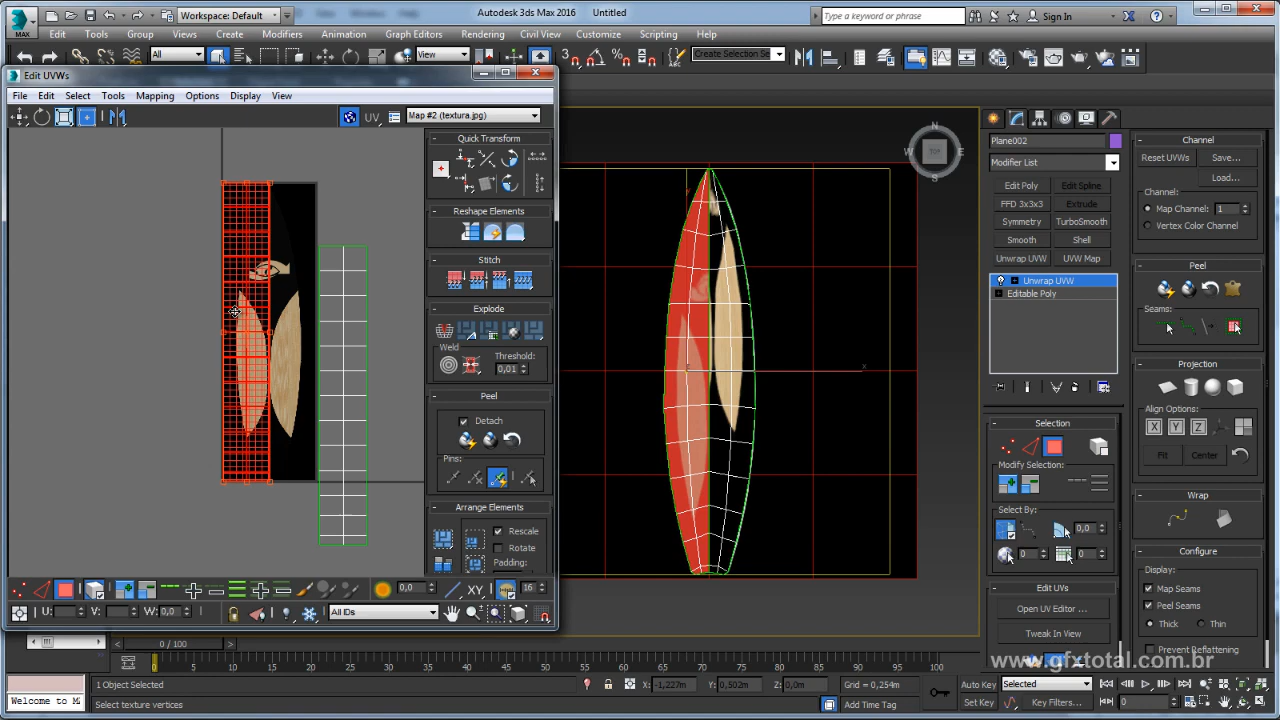 Workspace: Default
Autodesk 3ds Max 2016 Untitled
Type a keyword or phrase
Sign In
MAX
Edit Tools Group Views Create Modifiers Animation Graph Editors Rendering Civil View Customize Scripting Help
All
View
Create Selection Se
Edit UVWs
File Edit Select Tools Mapping Options Display View
UV
Map #2 (textura.jpg)
Quick Transform
Reshape Elements
Stitch
Explode
Weld
Threshold:
0,01
Peel
Detach
Pins:
Arrange Elements
Rescale
Rotate
Padding:
0,0
XY
16
U:
V:
W: 0,0
All IDs
N
W
TOP
E
S
x
Plane002
Modifier List
Edit Poly
Edit Spline
FFD 3x3x3
Extrude
Symmetry
TurboSmooth
Smooth
Shell
Unwrap UVW
UVW Map
Unwrap UVW
Editable Poly
Selection
Modify Selection:
Select By:
0,0
0
0
Edit UVs
Open UV Editor ...
Tweak In View
Channel
Reset UVWs
Save...
Load...
Map Channel: 1
Vertex Color Channel
Peel
Seams:
Projection
Align Options:
X Y Z
Fit
Center
Wrap
Configure
Display:
Map Seams
Peel Seams
Thick
Thin
Prevent Reflattening
www.gfxtotal.com.br
0 / 100
0 5 10 15 20 25 30 35 40 45 50 55 60 65 70 75 80 85 90 95 100
1 Object Selected
X: -1,227m
Y: 0,502m
Z: 0,0m
Grid = 0,254m
Auto Key
Selected
Welcome to M
Select texture vertices
Add Time Tag
Set Key
Key Filters...
0